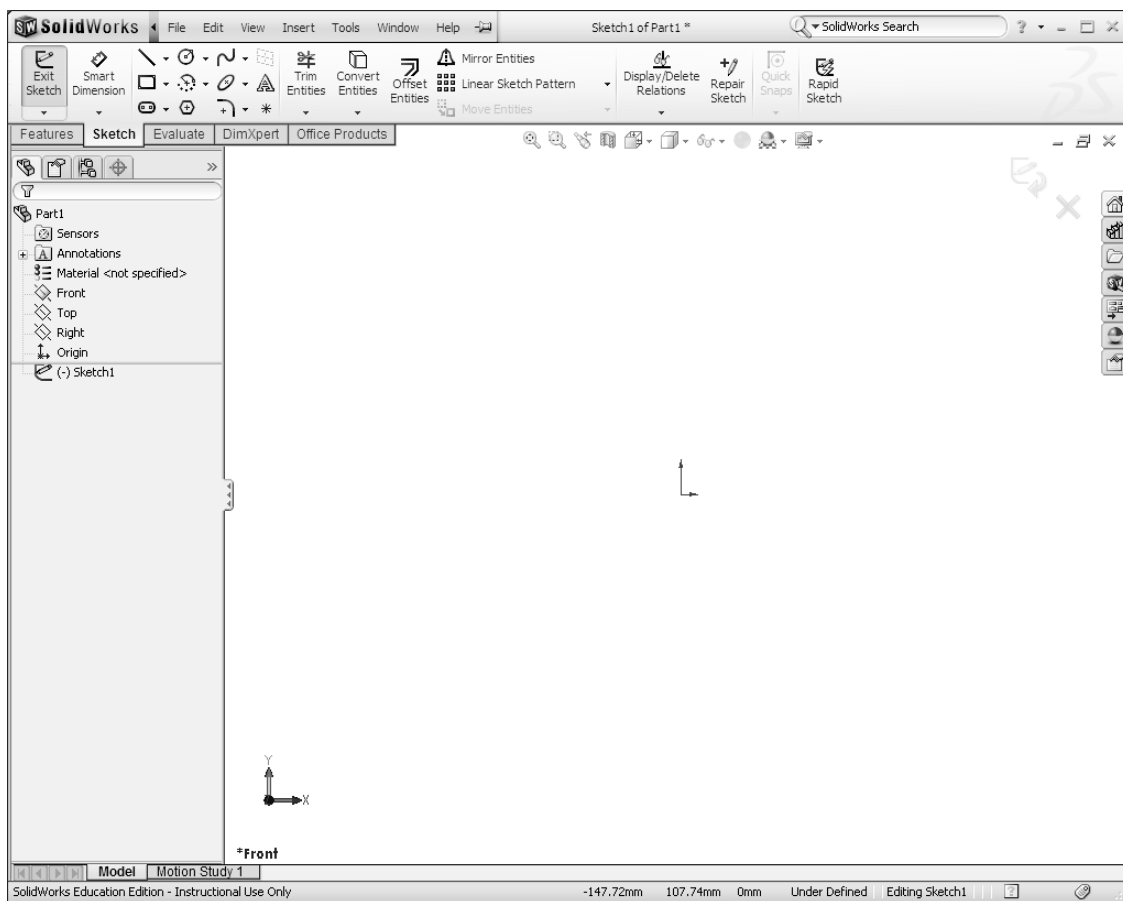 SolidWorks File Edit View Insert Tools Window Help Sketch1 of Part1 * SolidWorks Search ?
Exit Sketch
Smart Dimension
Trim Entities
Convert Entities
Offset Entities
Mirror Entities
Linear Sketch Pattern
Move Entities
Display/Delete Relations
Repair Sketch
Quick Snaps
Rapid Sketch
Features Sketch Evaluate DimXpert Office Products
Part1
Sensors
A Annotations
Material <not specified>
Front
Top
Right
Origin
(-) Sketch1
Y
X
*Front
Model Motion Study 1
SolidWorks Education Edition - Instructional Use Only -147.72mm 107.74mm 0mm Under Defined Editing Sketch1 ?